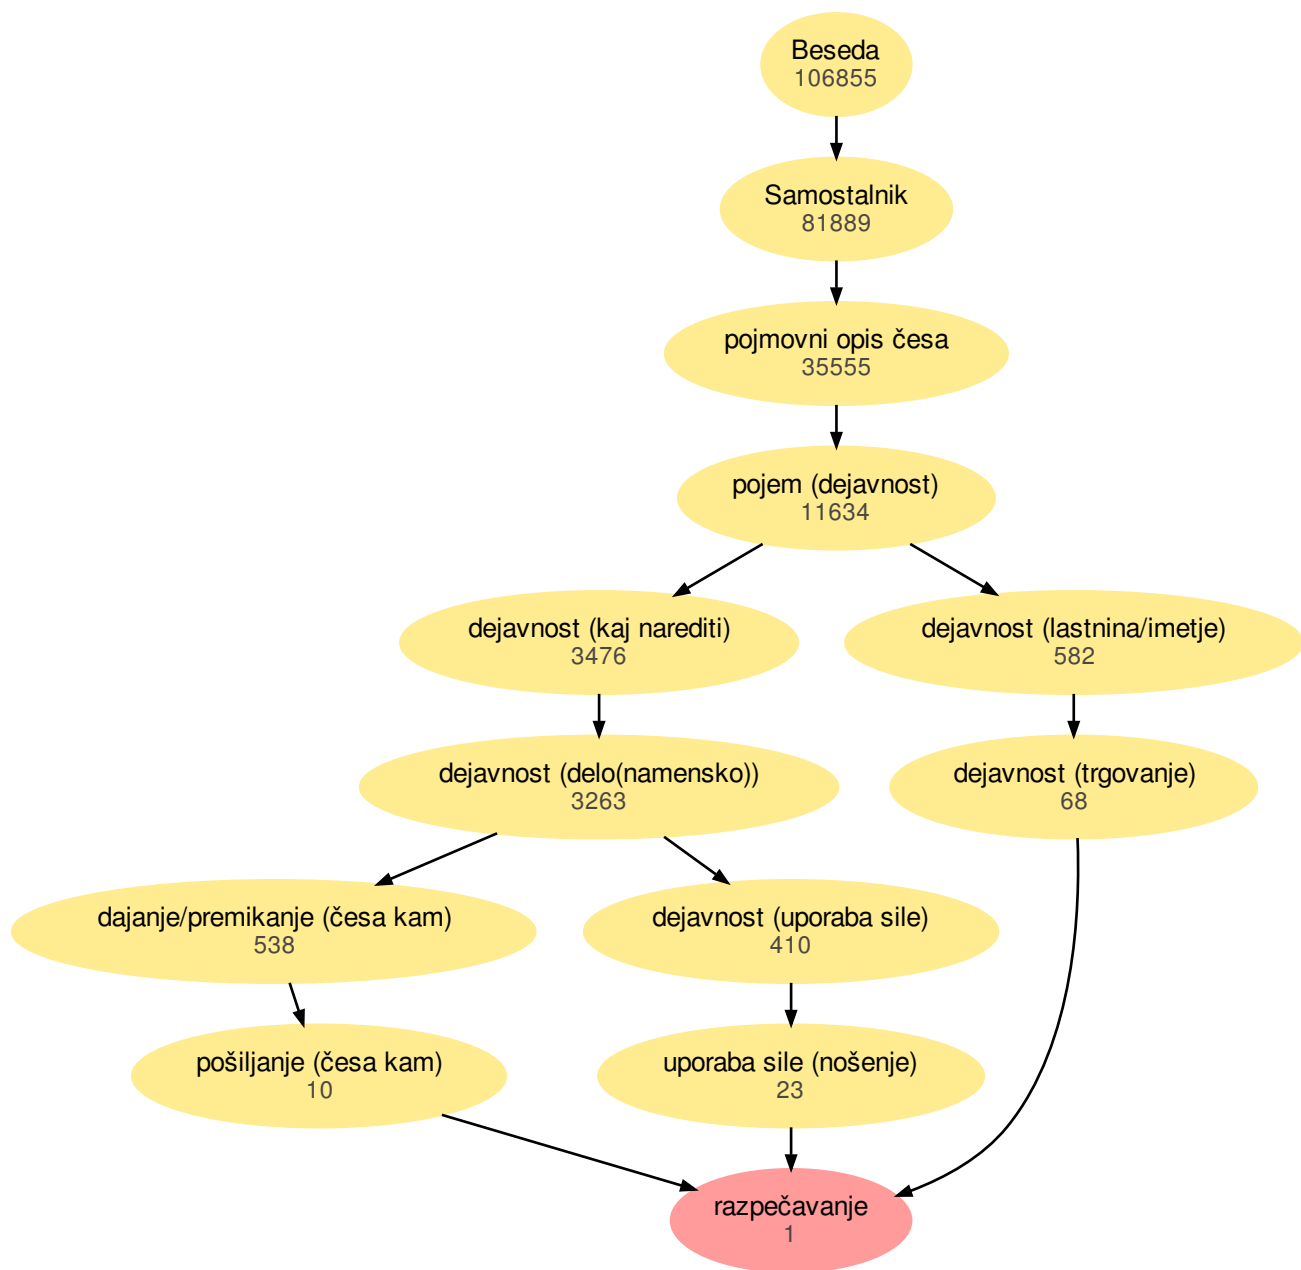 Beseda
106855
Samostalnik
81889
pojmovni opis česa
35555
pojem (dejavnost)
11634
dejavnost (kaj narediti)
3476
dejavnost (lastnina/imetje)
582
dejavnost (delo(namensko))
3263
dejavnost (trgovanje)
68
dajanje/premikanje (česa kam)
538
dejavnost (uporaba sile)
410
pošiljanje (česa kam)
10
uporaba sile (nošenje)
23
razpečavanje
1